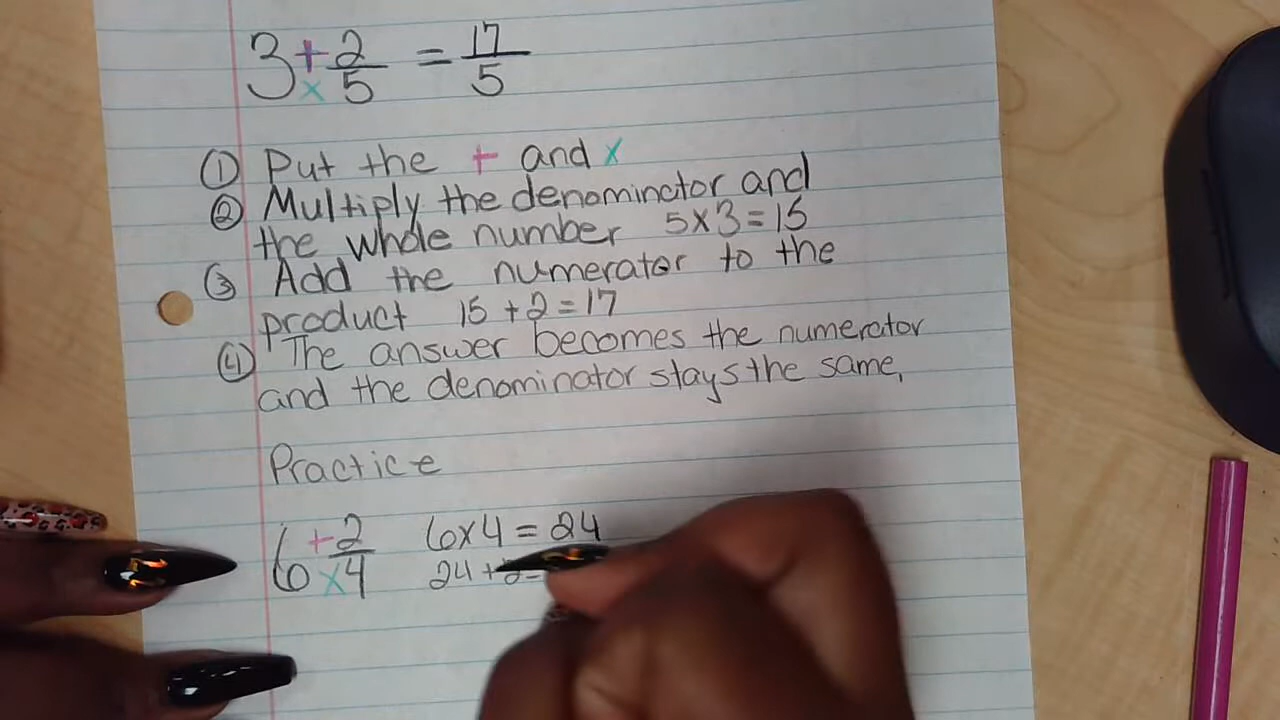 3 + 2/5 = 17/5
x
① Put the + and x
② Multiply the denominator and
the whole number 5x3=15
③ Add the numerator to the
product 15+2=17
④ The answer becomes the numerator
and the denominator stays the same,
Practice
6 + 2/4 6x4=24
x 24+2=